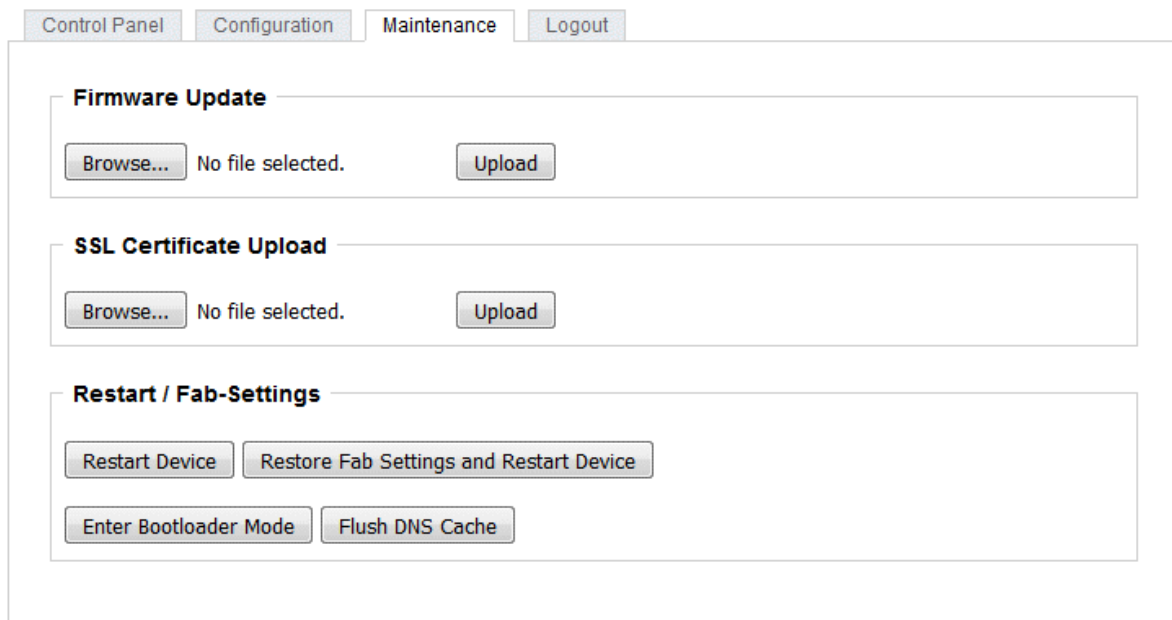 Control Panel Configuration Maintenance Logout
Firmware Update
Browse... No file selected. Upload
SSL Certificate Upload
Browse... No file selected. Upload
Restart / Fab-Settings
Restart Device Restore Fab Settings and Restart Device
Enter Bootloader Mode Flush DNS Cache